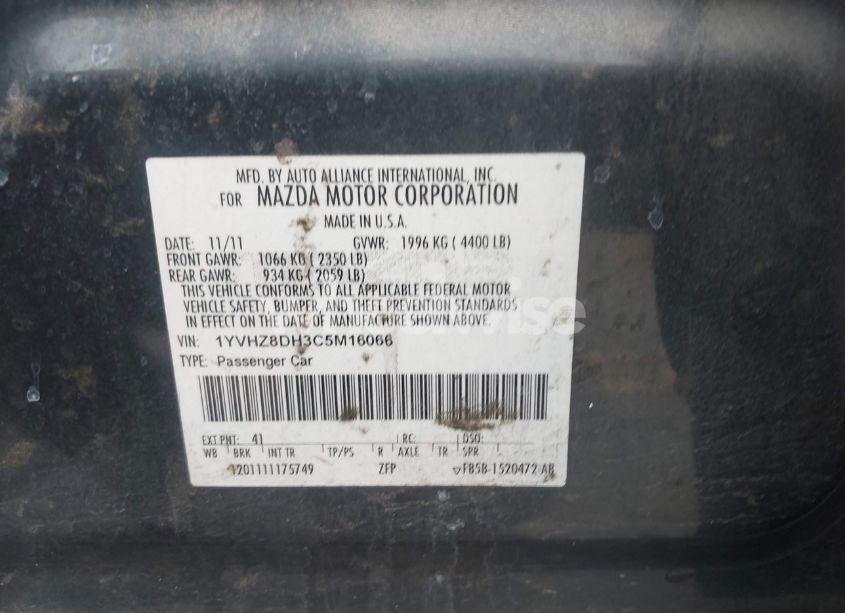 MFD. BY AUTO ALLIANCE INTERNATIONAL, INC.
FOR MAZDA MOTOR CORPORATION
MADE IN U.S.A.
DATE: 11/11 GVWR: 1996 KG ( 4400 LB)
FRONT GAWR: 1066 KG ( 2350 LB)
REAR GAWR: 934 KG ( 2059 LB)
THIS VEHICLE CONFORMS TO ALL APPLICABLE FEDERAL MOTOR
VEHICLE SAFETY, BUMPER, AND THEFT PREVENTION STANDARDS
IN EFFECT ON THE DATE OF MANUFACTURE SHOWN ABOVE.
VIN: 1YVHZ8DH3C5M16066
TYPE: Passenger Car
EXT PNT: 41 RC: DSO:
WB BRK INT TR TP/PS R AXLE TR SPR
1201111175749 ZFP F85B-1520472-AB